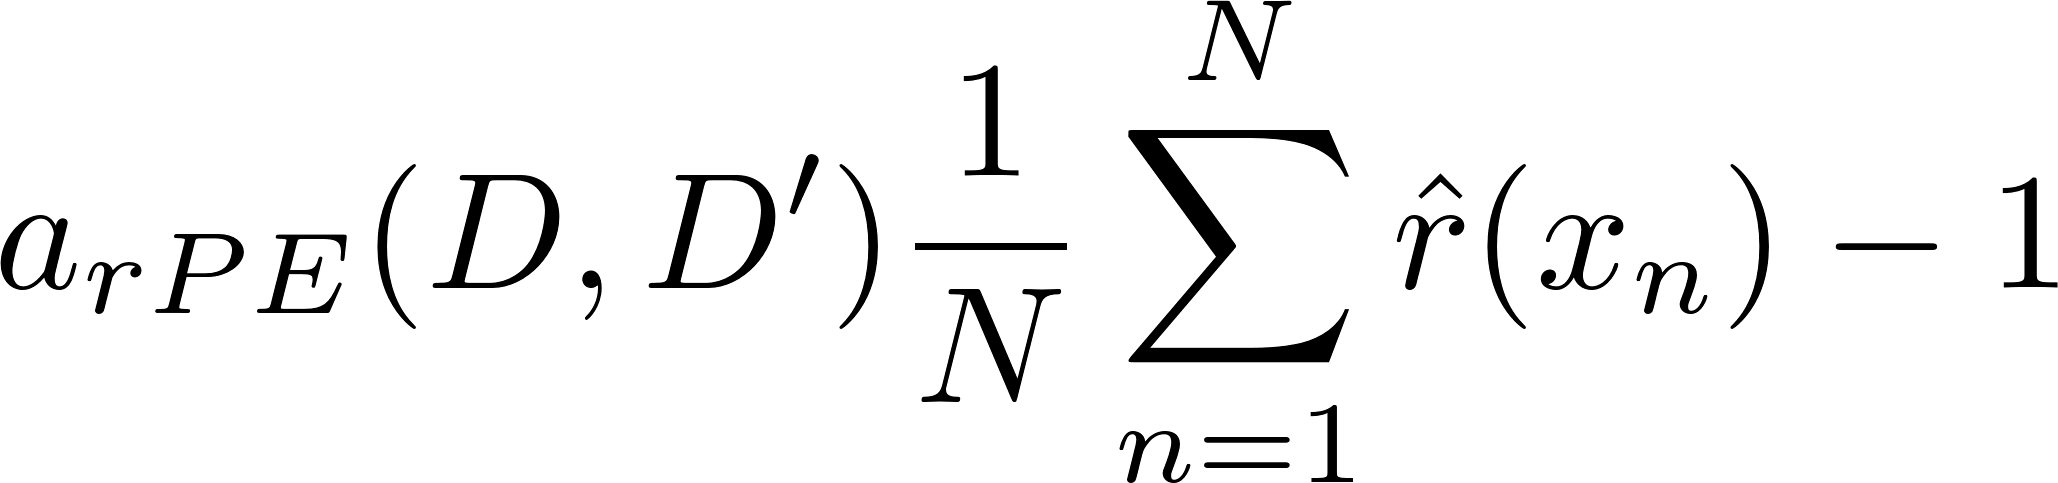 a_{rPE}(D, D') \frac{1}{N} \sum_{n=1}^{N} \hat{r}(x_n) - 1